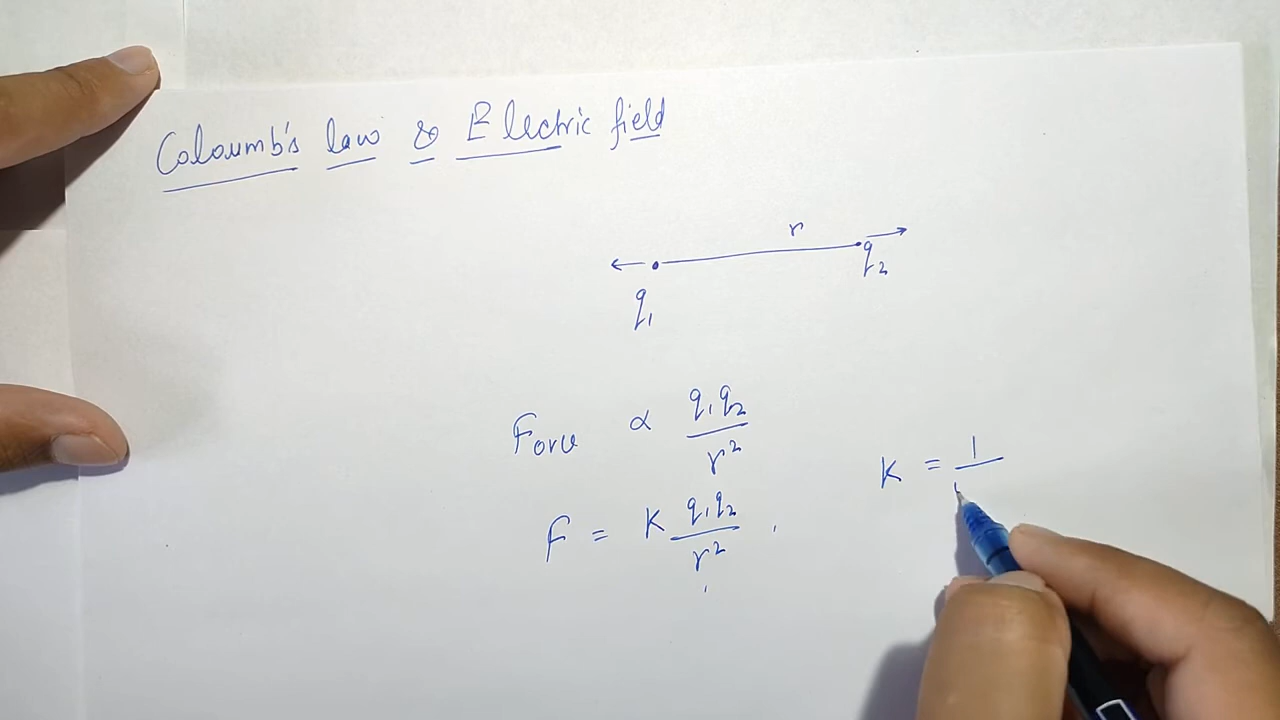 Coloumb's law & Electric field
r
q₂
q₁
Force ∝ q₁q₂ / r²
K = 1 /
F = K q₁q₂ / r²